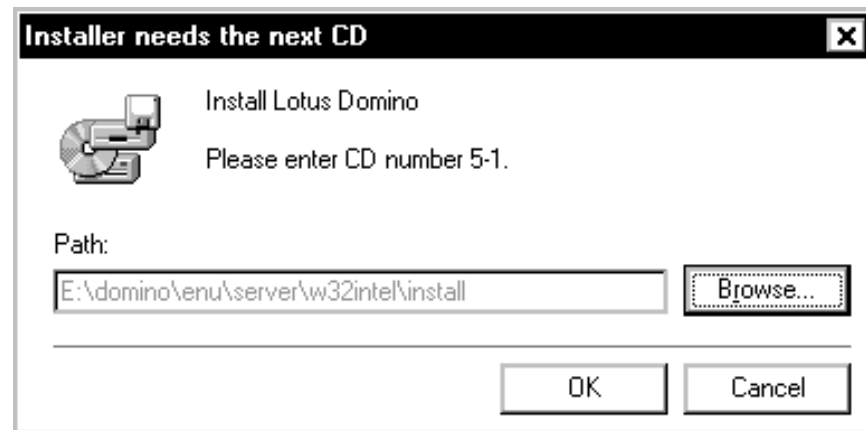 Installer needs the next CD
Install Lotus Domino
Please enter CD number 5-1.
Path:
E:\domino\enu\server\w32intel\install
Browse...
OK
Cancel